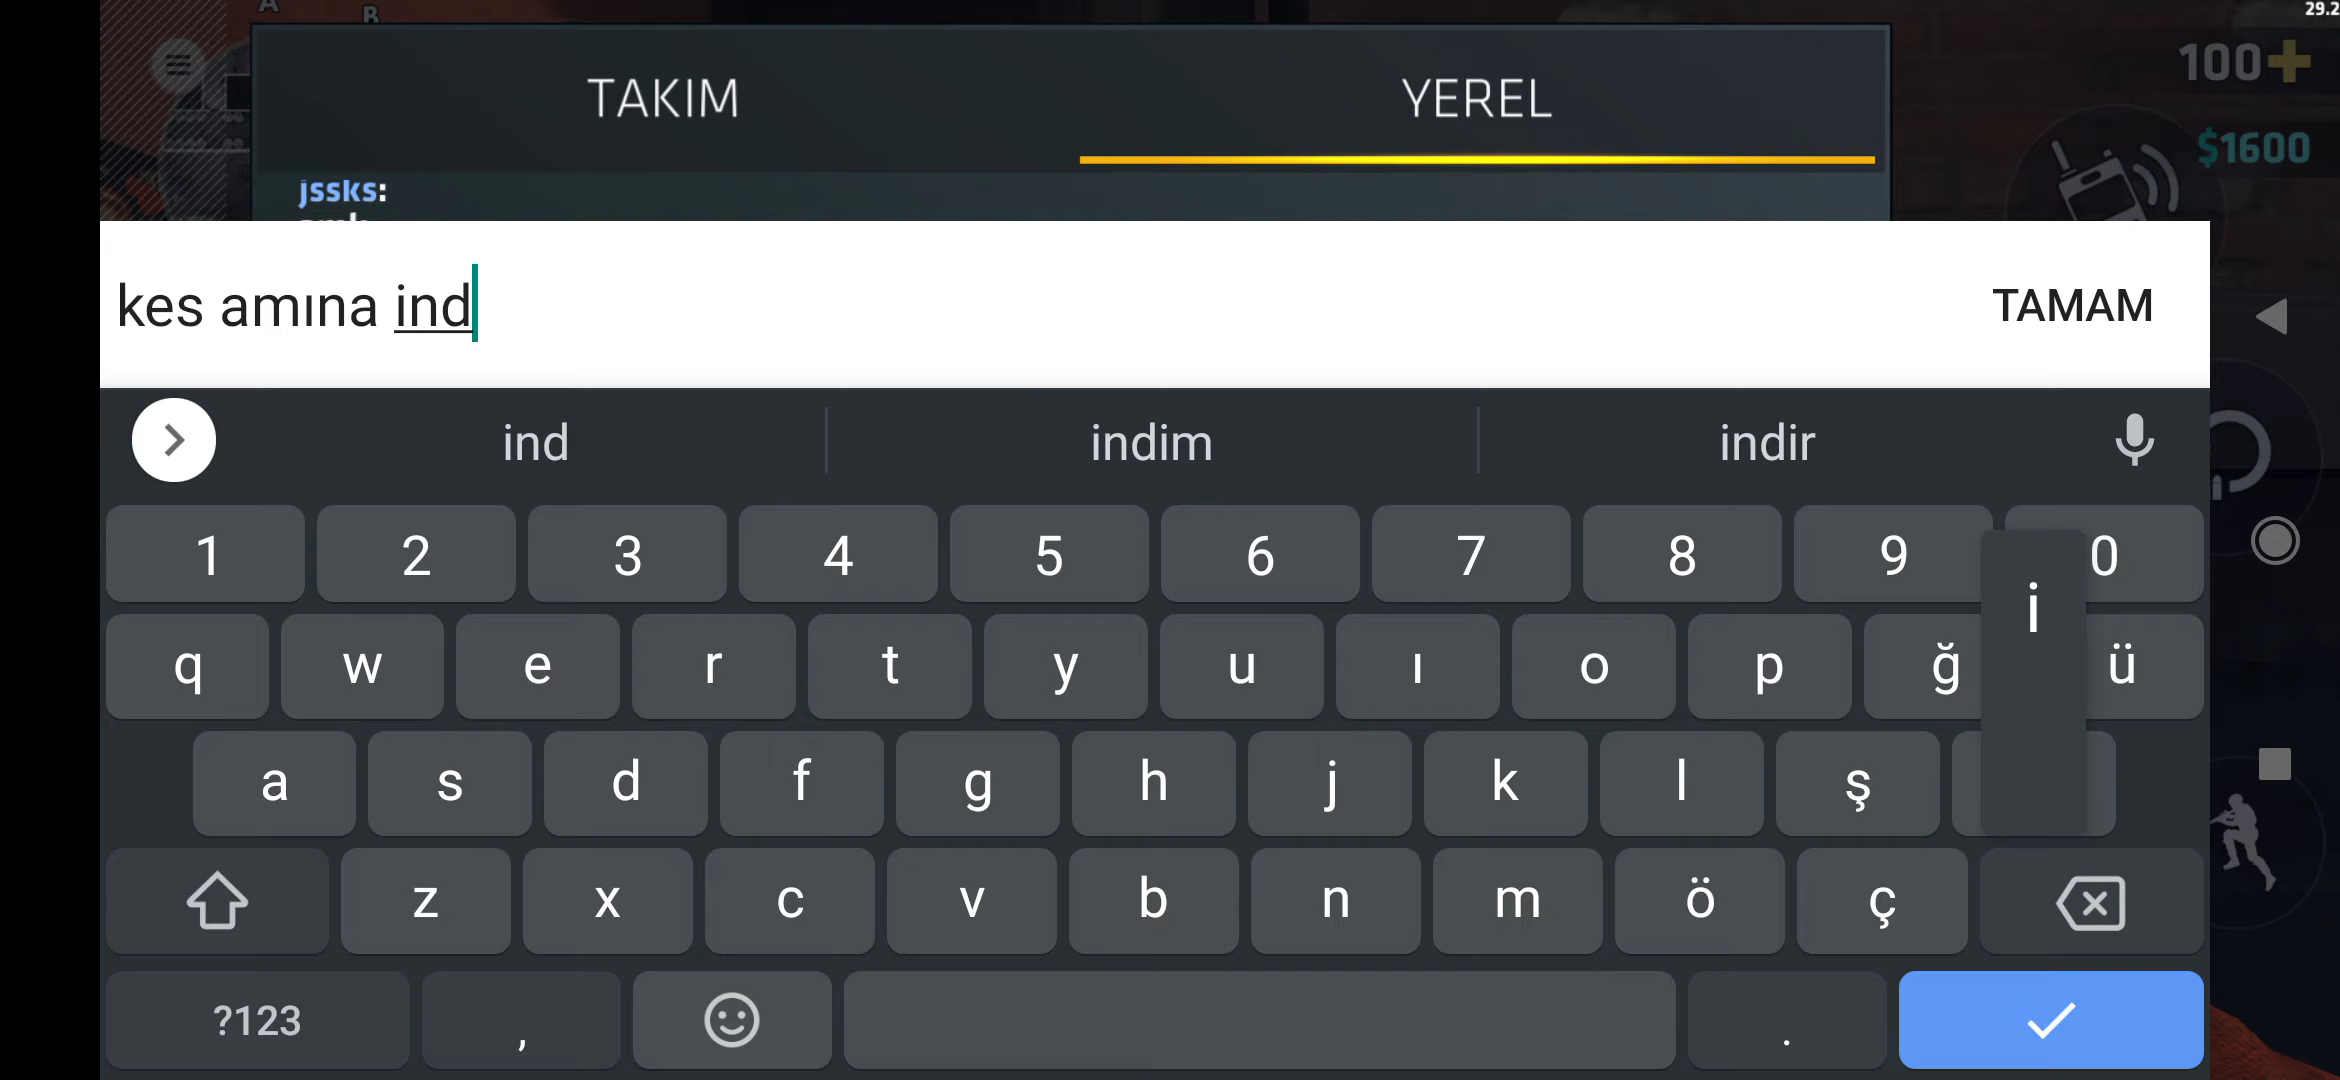 A
B
29.2
TAKIM YEREL
100+
$1600
jssks:
kes amına ind
TAMAM
ind indim indir
1 2 3 4 5 6 7 8 9 0
q w e r t y u ı o p ğ ü
i
a s d f g h j k l ş
z x c v b n m ö ç
?123 , .